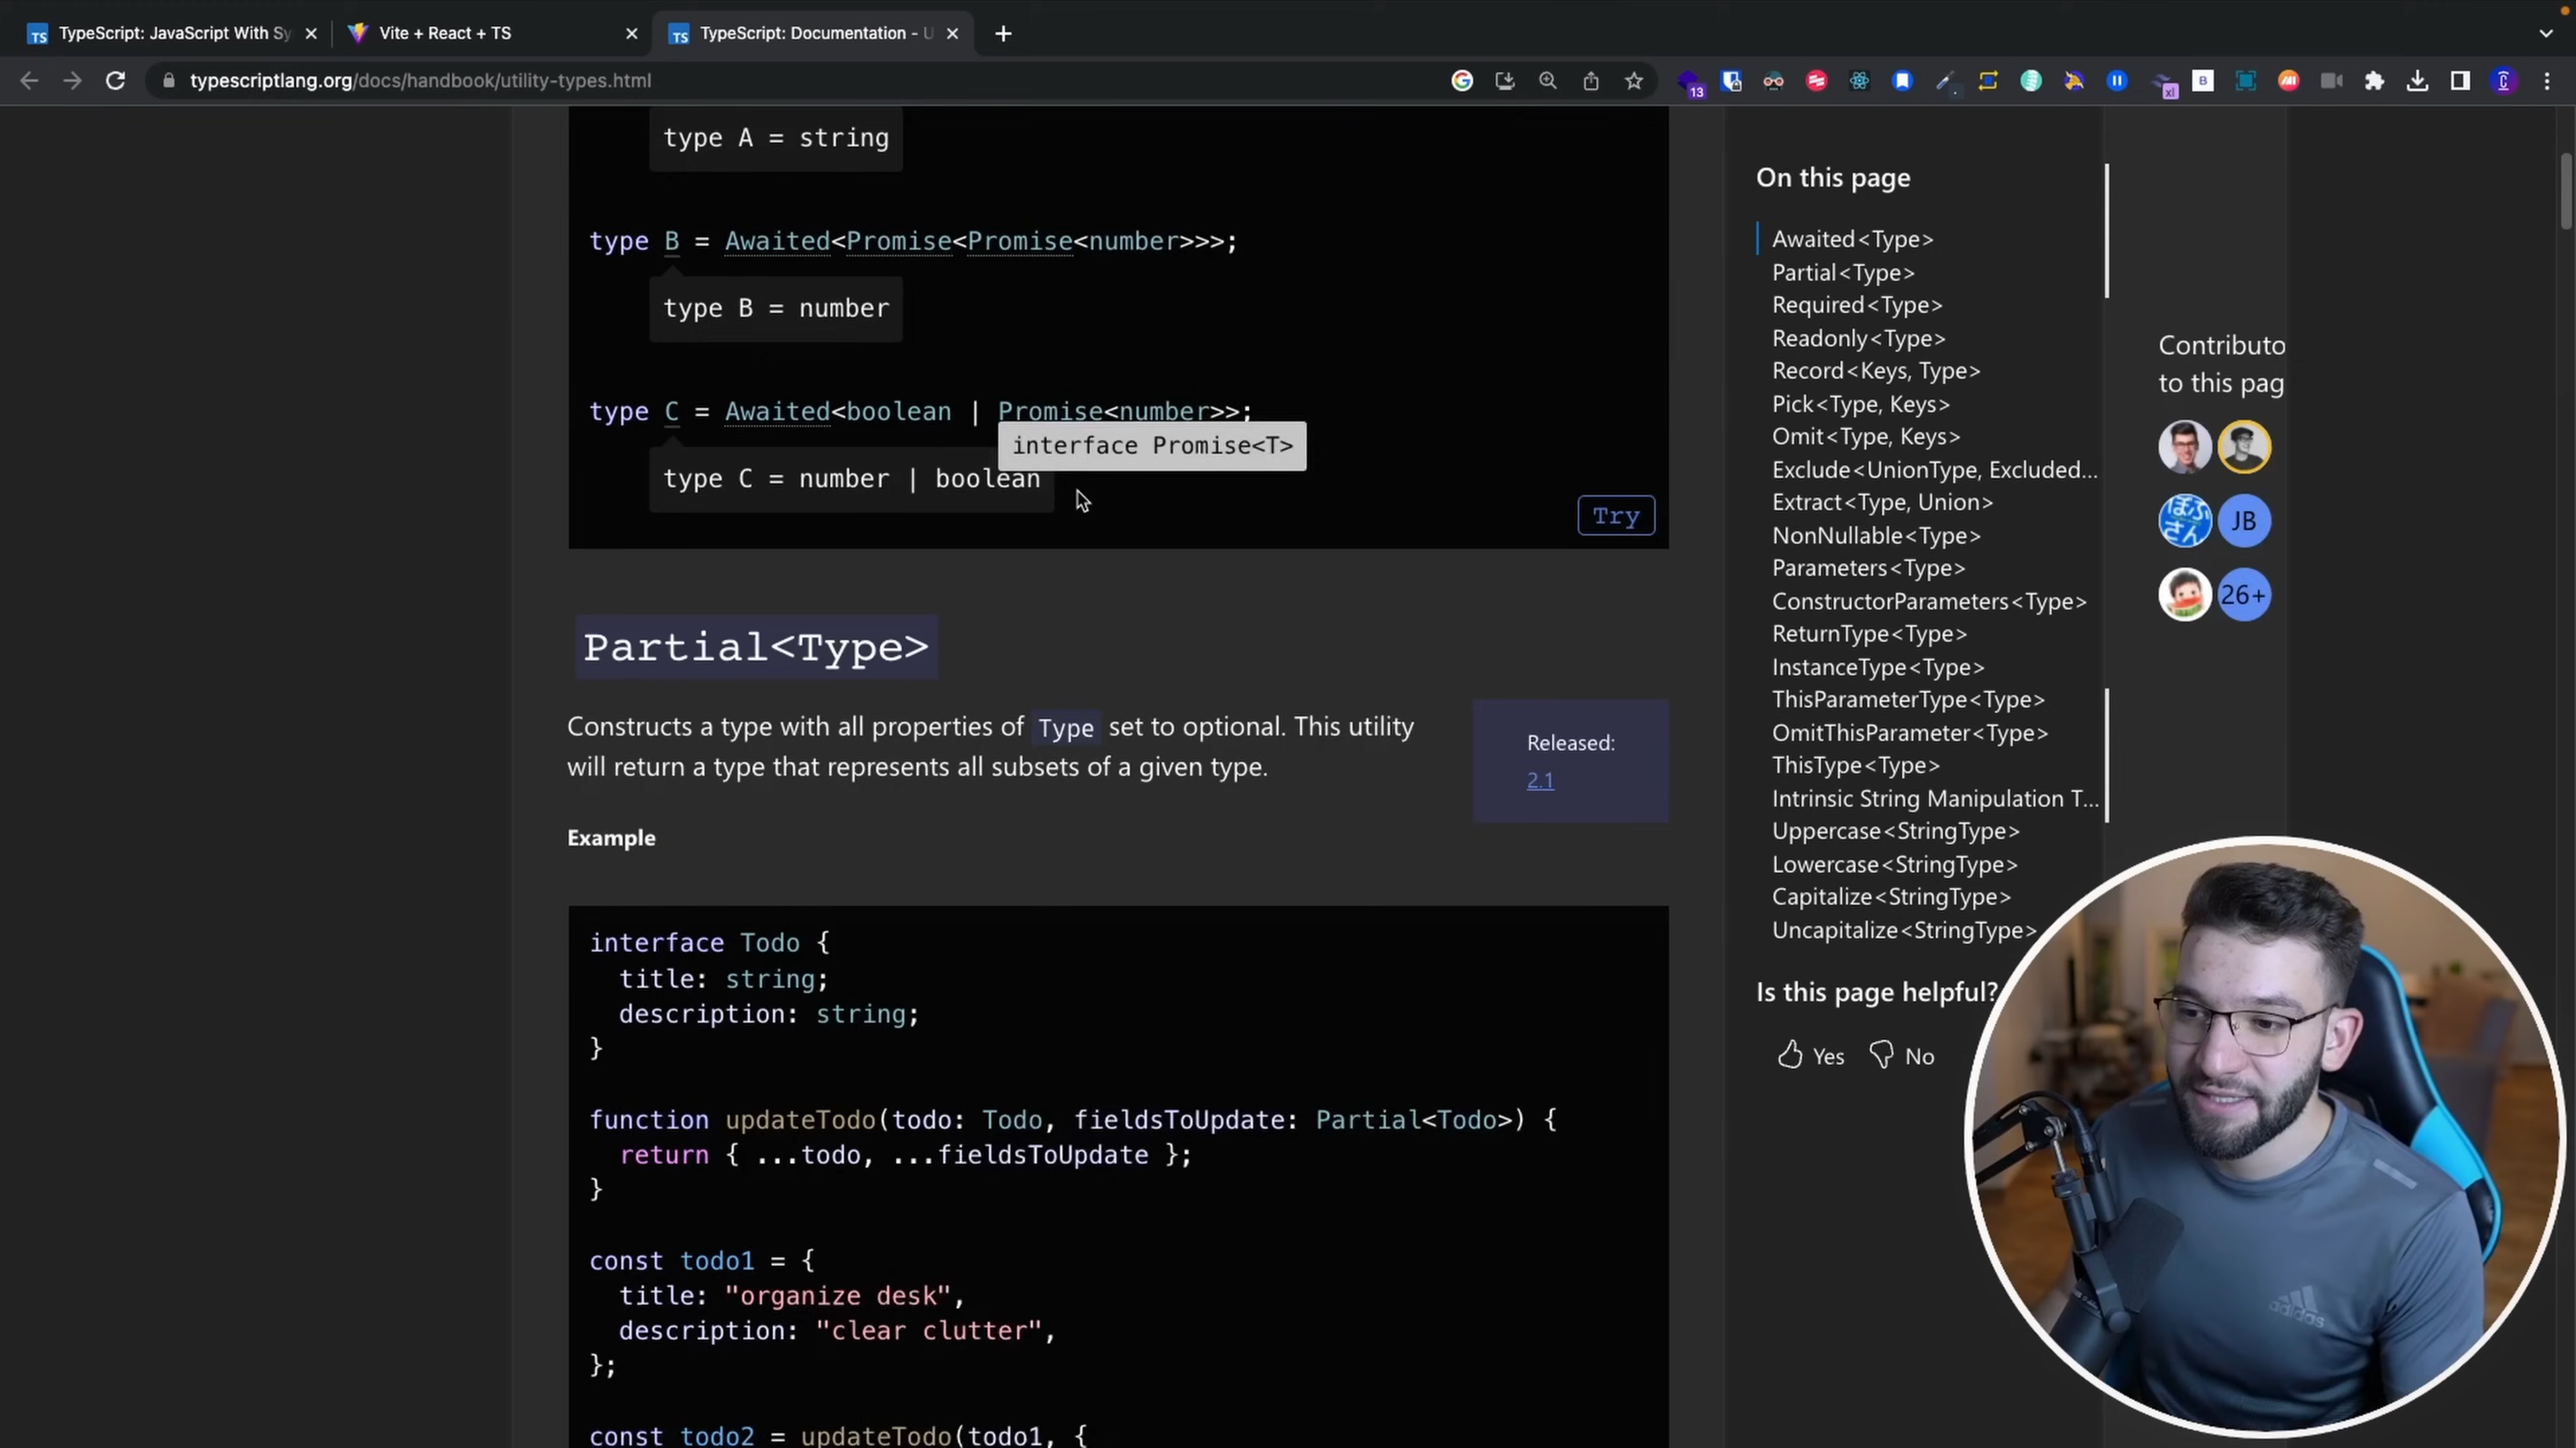 TypeScript: JavaScript With Sy
Vite + React + TS
TypeScript: Documentation - U
typescriptlang.org/docs/handbook/utility-types.html
13
xl
B
type A = string
type B = Awaited<Promise<Promise<number>>>;
type B = number
type C = Awaited<boolean | Promise<number>>;
interface Promise<T>
type C = number | boolean
Try
Partial<Type>
Constructs a type with all properties of Type set to optional. This utility
will return a type that represents all subsets of a given type.
Released:
2.1
Example
interface Todo {
title: string;
description: string;
}
function updateTodo(todo: Todo, fieldsToUpdate: Partial<Todo>) {
return { ...todo, ...fieldsToUpdate };
}
const todo1 = {
title: "organize desk",
description: "clear clutter",
};
const todo2 = updateTodo(todo1, {
On this page
Awaited<Type>
Partial<Type>
Required<Type>
Readonly<Type>
Record<Keys, Type>
Pick<Type, Keys>
Omit<Type, Keys>
Exclude<UnionType, Excluded...
Extract<Type, Union>
NonNullable<Type>
Parameters<Type>
ConstructorParameters<Type>
ReturnType<Type>
InstanceType<Type>
ThisParameterType<Type>
OmitThisParameter<Type>
ThisType<Type>
Intrinsic String Manipulation T...
Uppercase<StringType>
Lowercase<StringType>
Capitalize<StringType>
Uncapitalize<StringType>
Is this page helpful?
Yes No
Contributo
to this pag
ほぷ
さん
JB
26+
adidas